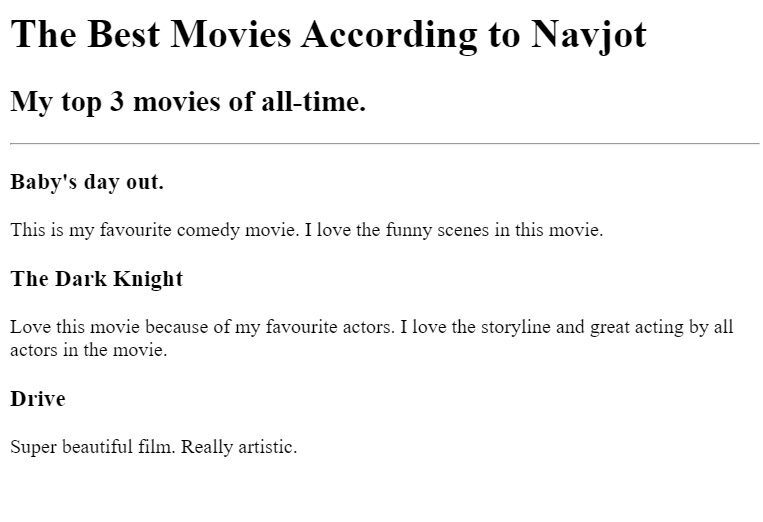 The Best Movies According to Navjot
My top 3 movies of all-time.
Baby's day out.
This is my favourite comedy movie. I love the funny scenes in this movie.
The Dark Knight
Love this movie because of my favourite actors. I love the storyline and great acting by all
actors in the movie.
Drive
Super beautiful film. Really artistic.